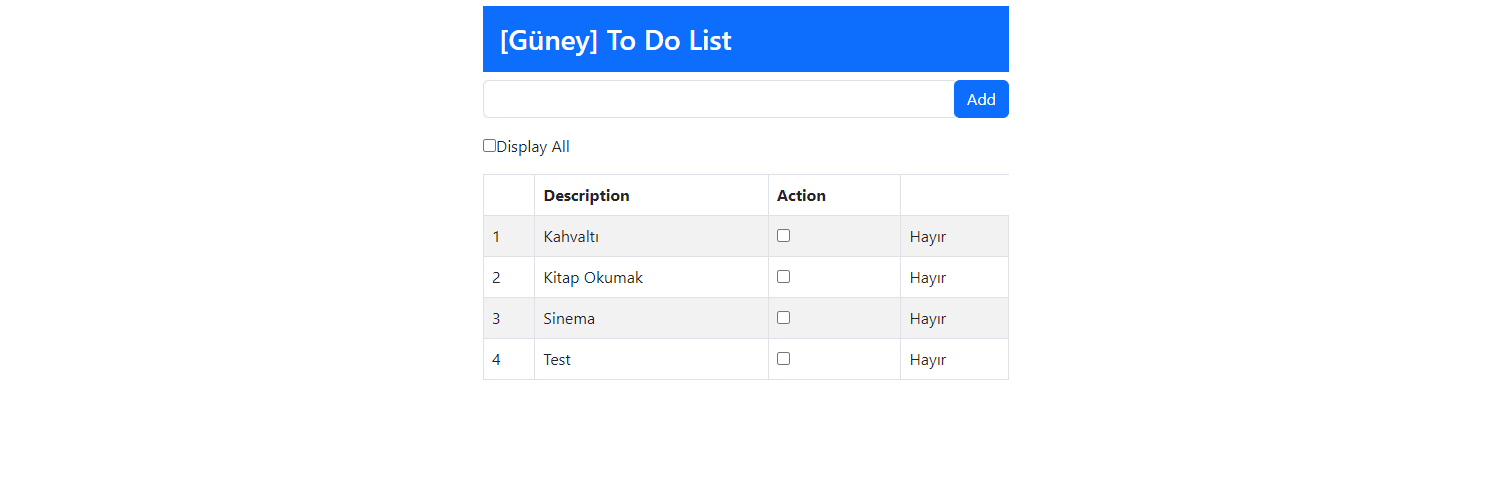 [Güney] To Do List
Add
Display All
Description Action
1 Kahvaltı Hayır
2 Kitap Okumak Hayır
3 Sinema Hayır
4 Test Hayır